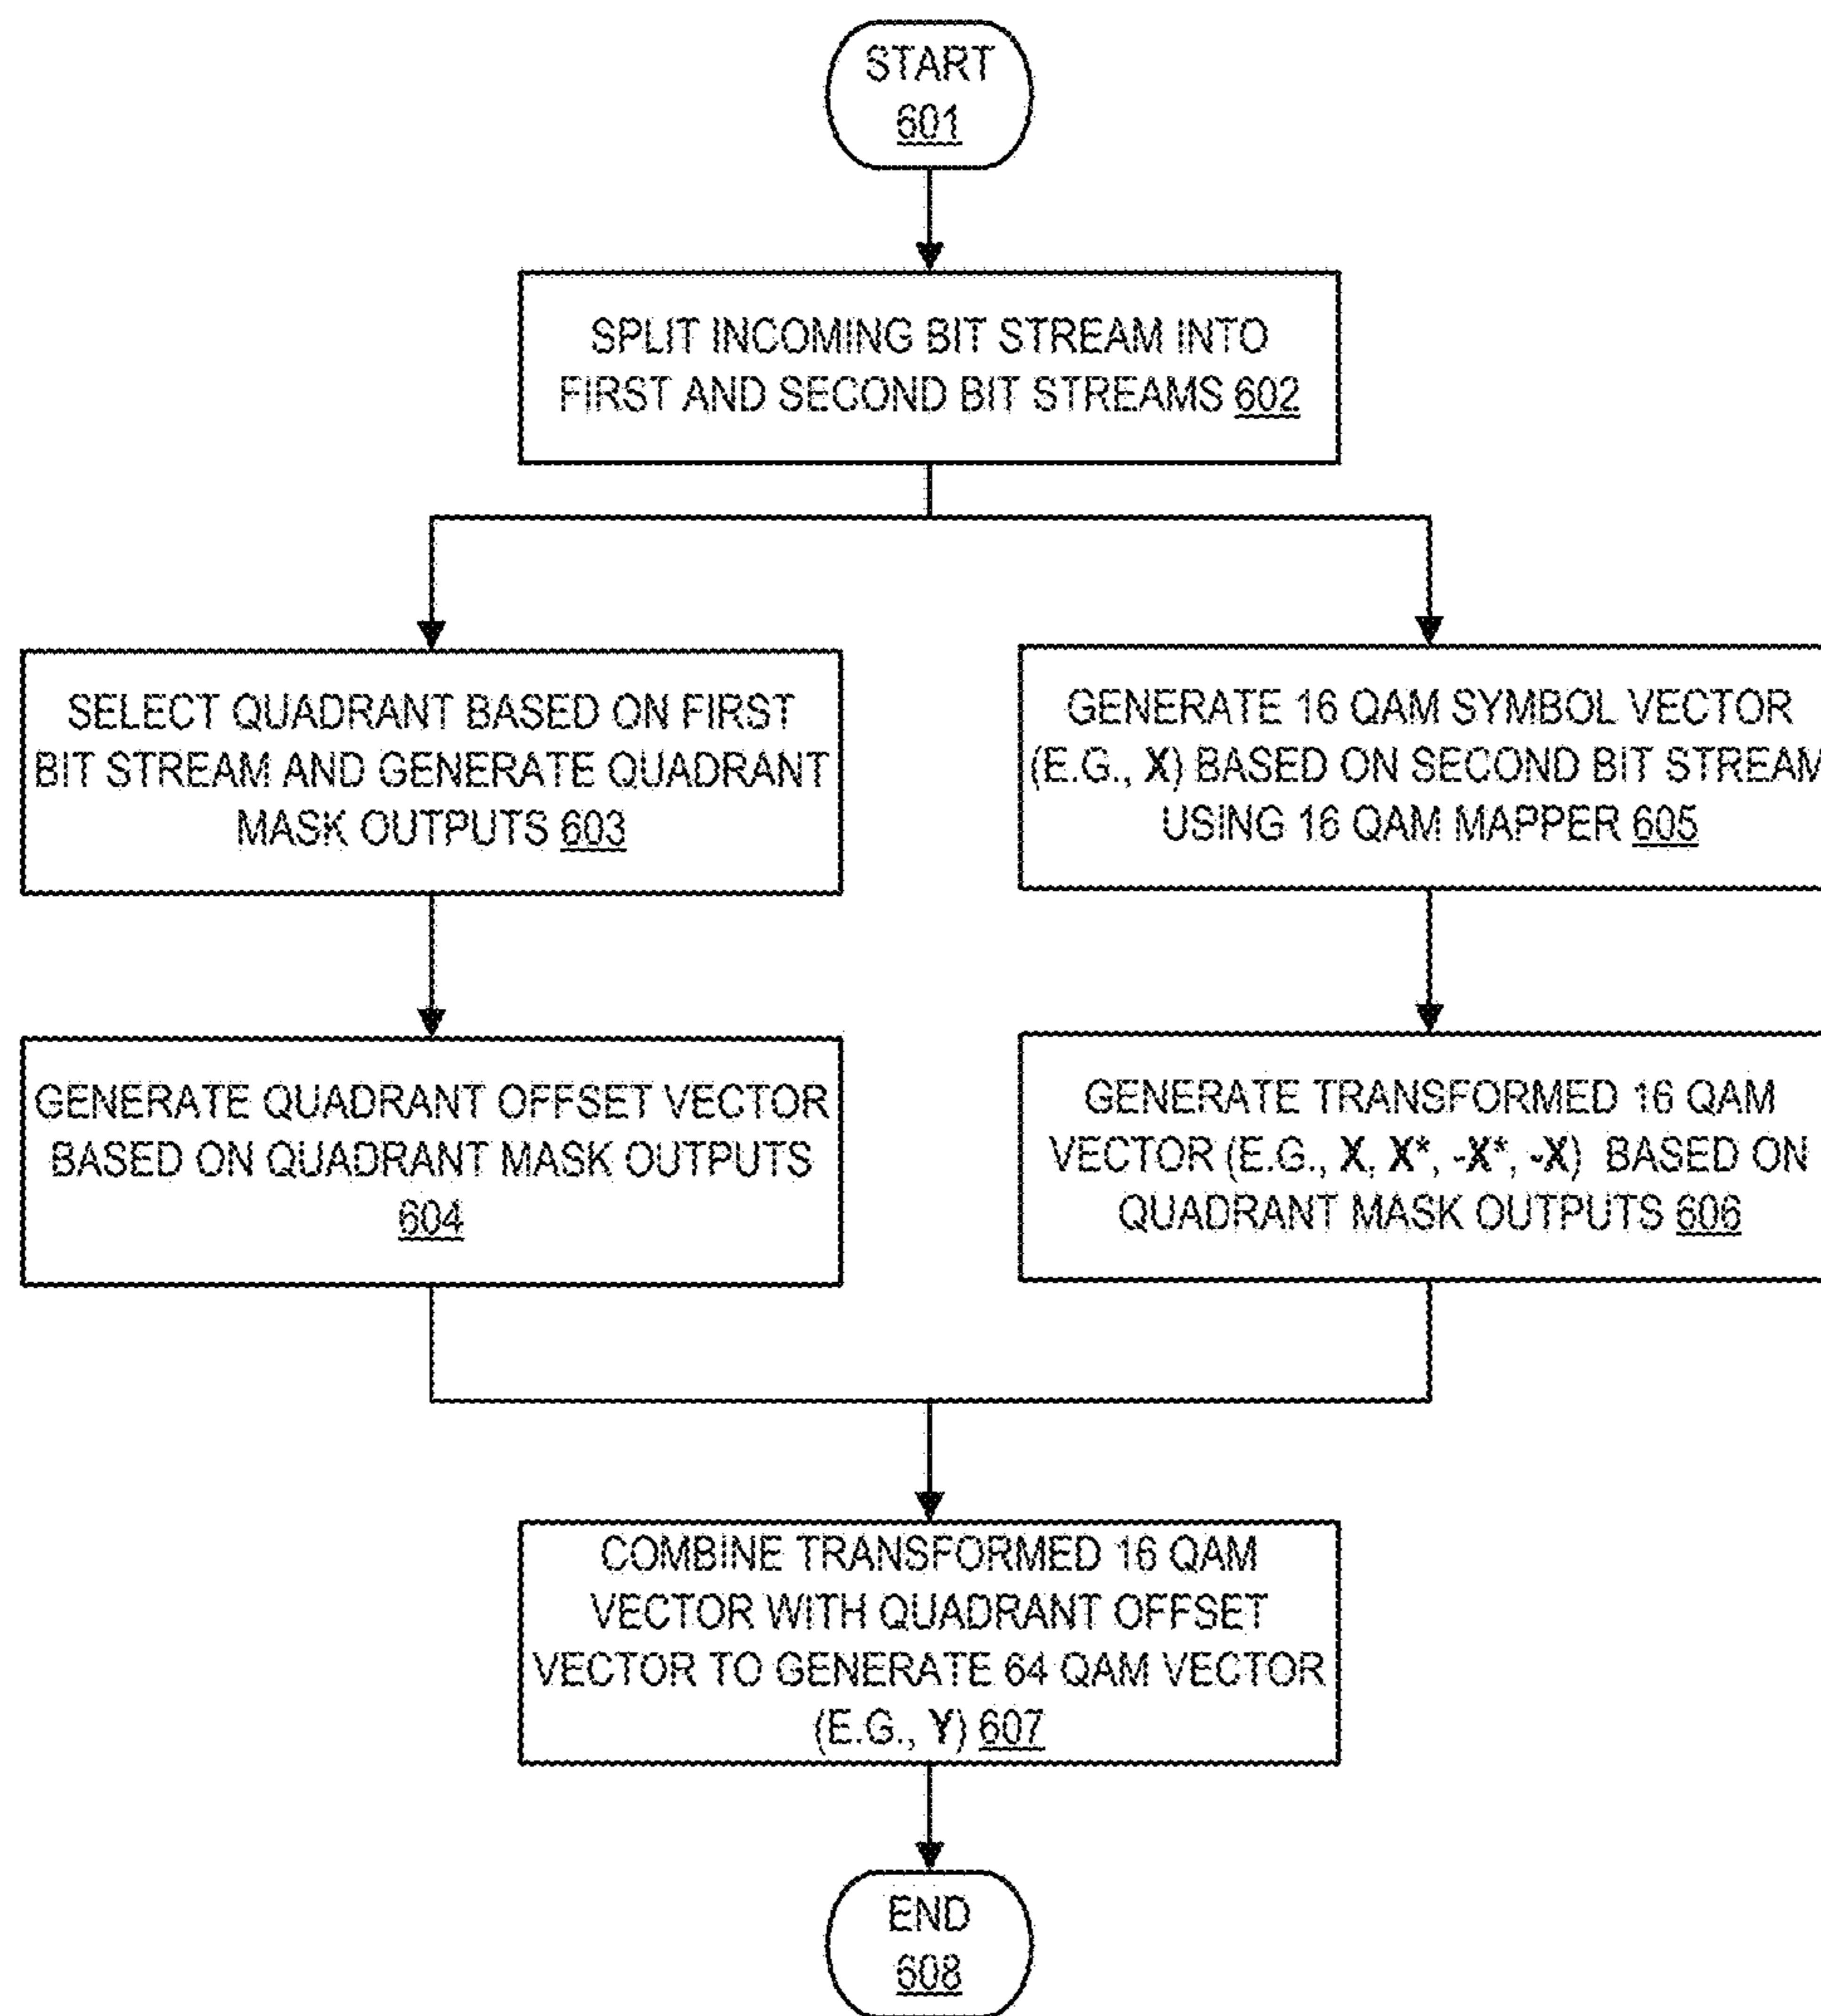 START
601
SPLIT INCOMING BIT STREAM INTO
FIRST AND SECOND BIT STREAMS 602
SELECT QUADRANT BASED ON FIRST
BIT STREAM AND GENERATE QUADRANT
MASK OUTPUTS 603
GENERATE 16 QAM SYMBOL VECTOR
(E.G., X) BASED ON SECOND BIT STREAM
USING 16 QAM MAPPER 605
GENERATE QUADRANT OFFSET VECTOR
BASED ON QUADRANT MASK OUTPUTS
604
GENERATE TRANSFORMED 16 QAM
VECTOR (E.G., X, X*, -X*, -X) BASED ON
QUADRANT MASK OUTPUTS 606
COMBINE TRANSFORMED 16 QAM
VECTOR WITH QUADRANT OFFSET
VECTOR TO GENERATE 64 QAM VECTOR
(E.G., Y) 607
END
608